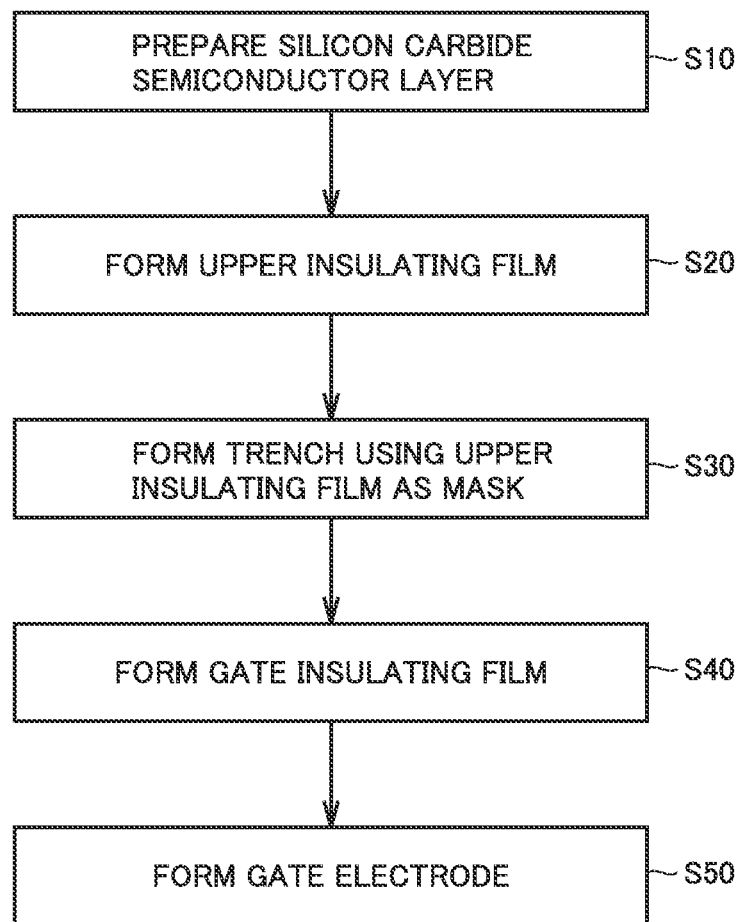 PREPARE SILICON CARBIDE
SEMICONDUCTOR LAYER
S10
FORM UPPER INSULATING FILM
S20
FORM TRENCH USING UPPER
INSULATING FILM AS MASK
S30
FORM GATE INSULATING FILM
S40
FORM GATE ELECTRODE
S50